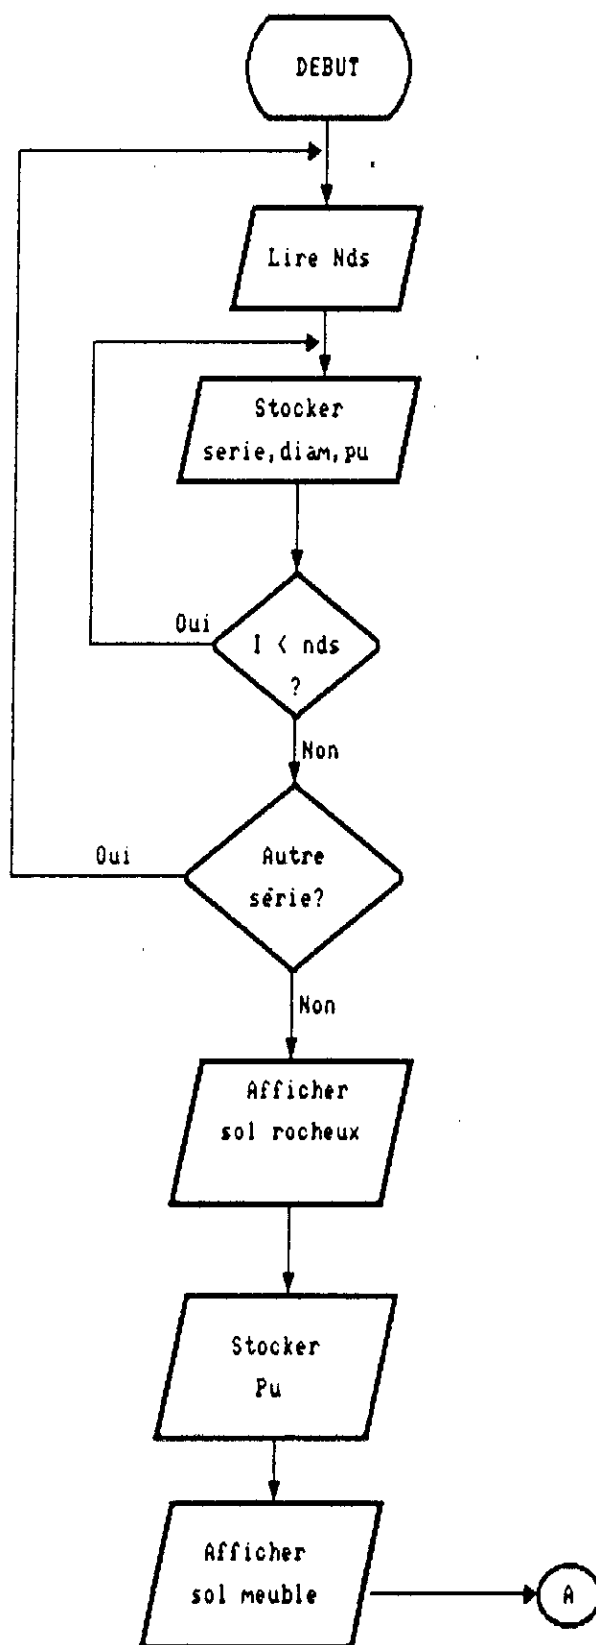 DEBUT
Lire Nds
Stocker
serie,diam,pu
Oui
I < nds
?
Non
Oui
Autre
série?
Non
Afficher
sol rocheux
Stocker
Pu
Afficher
sol meuble
A